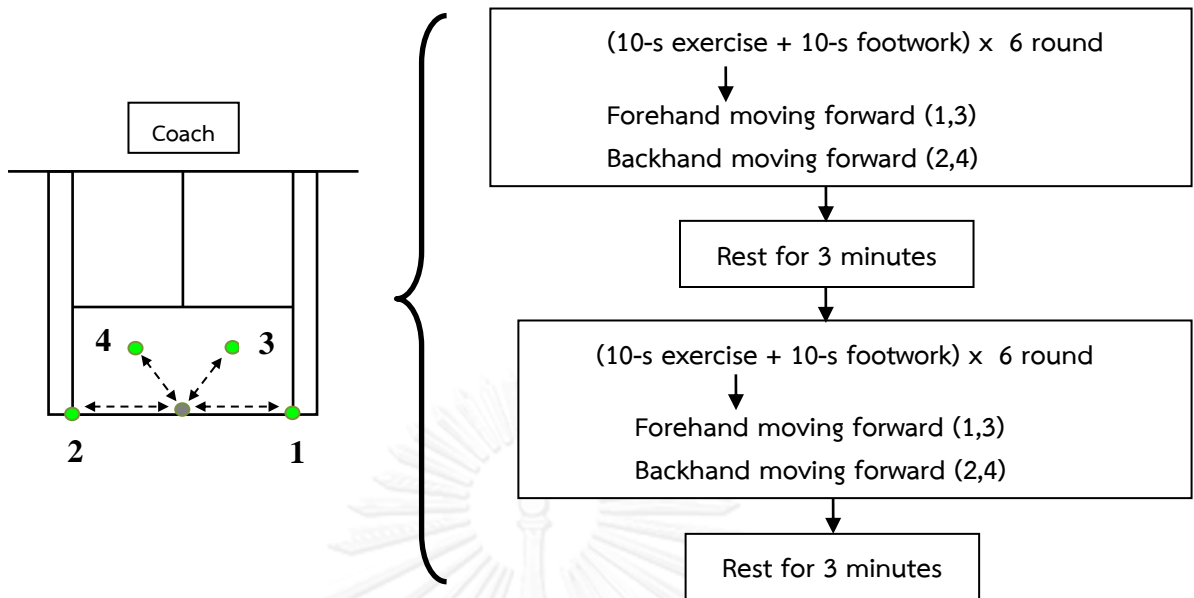 Coach
4
3
2
1
(10-s exercise + 10-s footwork) x 6 round
Forehand moving forward (1,3)
Backhand moving forward (2,4)
Rest for 3 minutes
(10-s exercise + 10-s footwork) x 6 round
Forehand moving forward (1,3)
Backhand moving forward (2,4)
Rest for 3 minutes